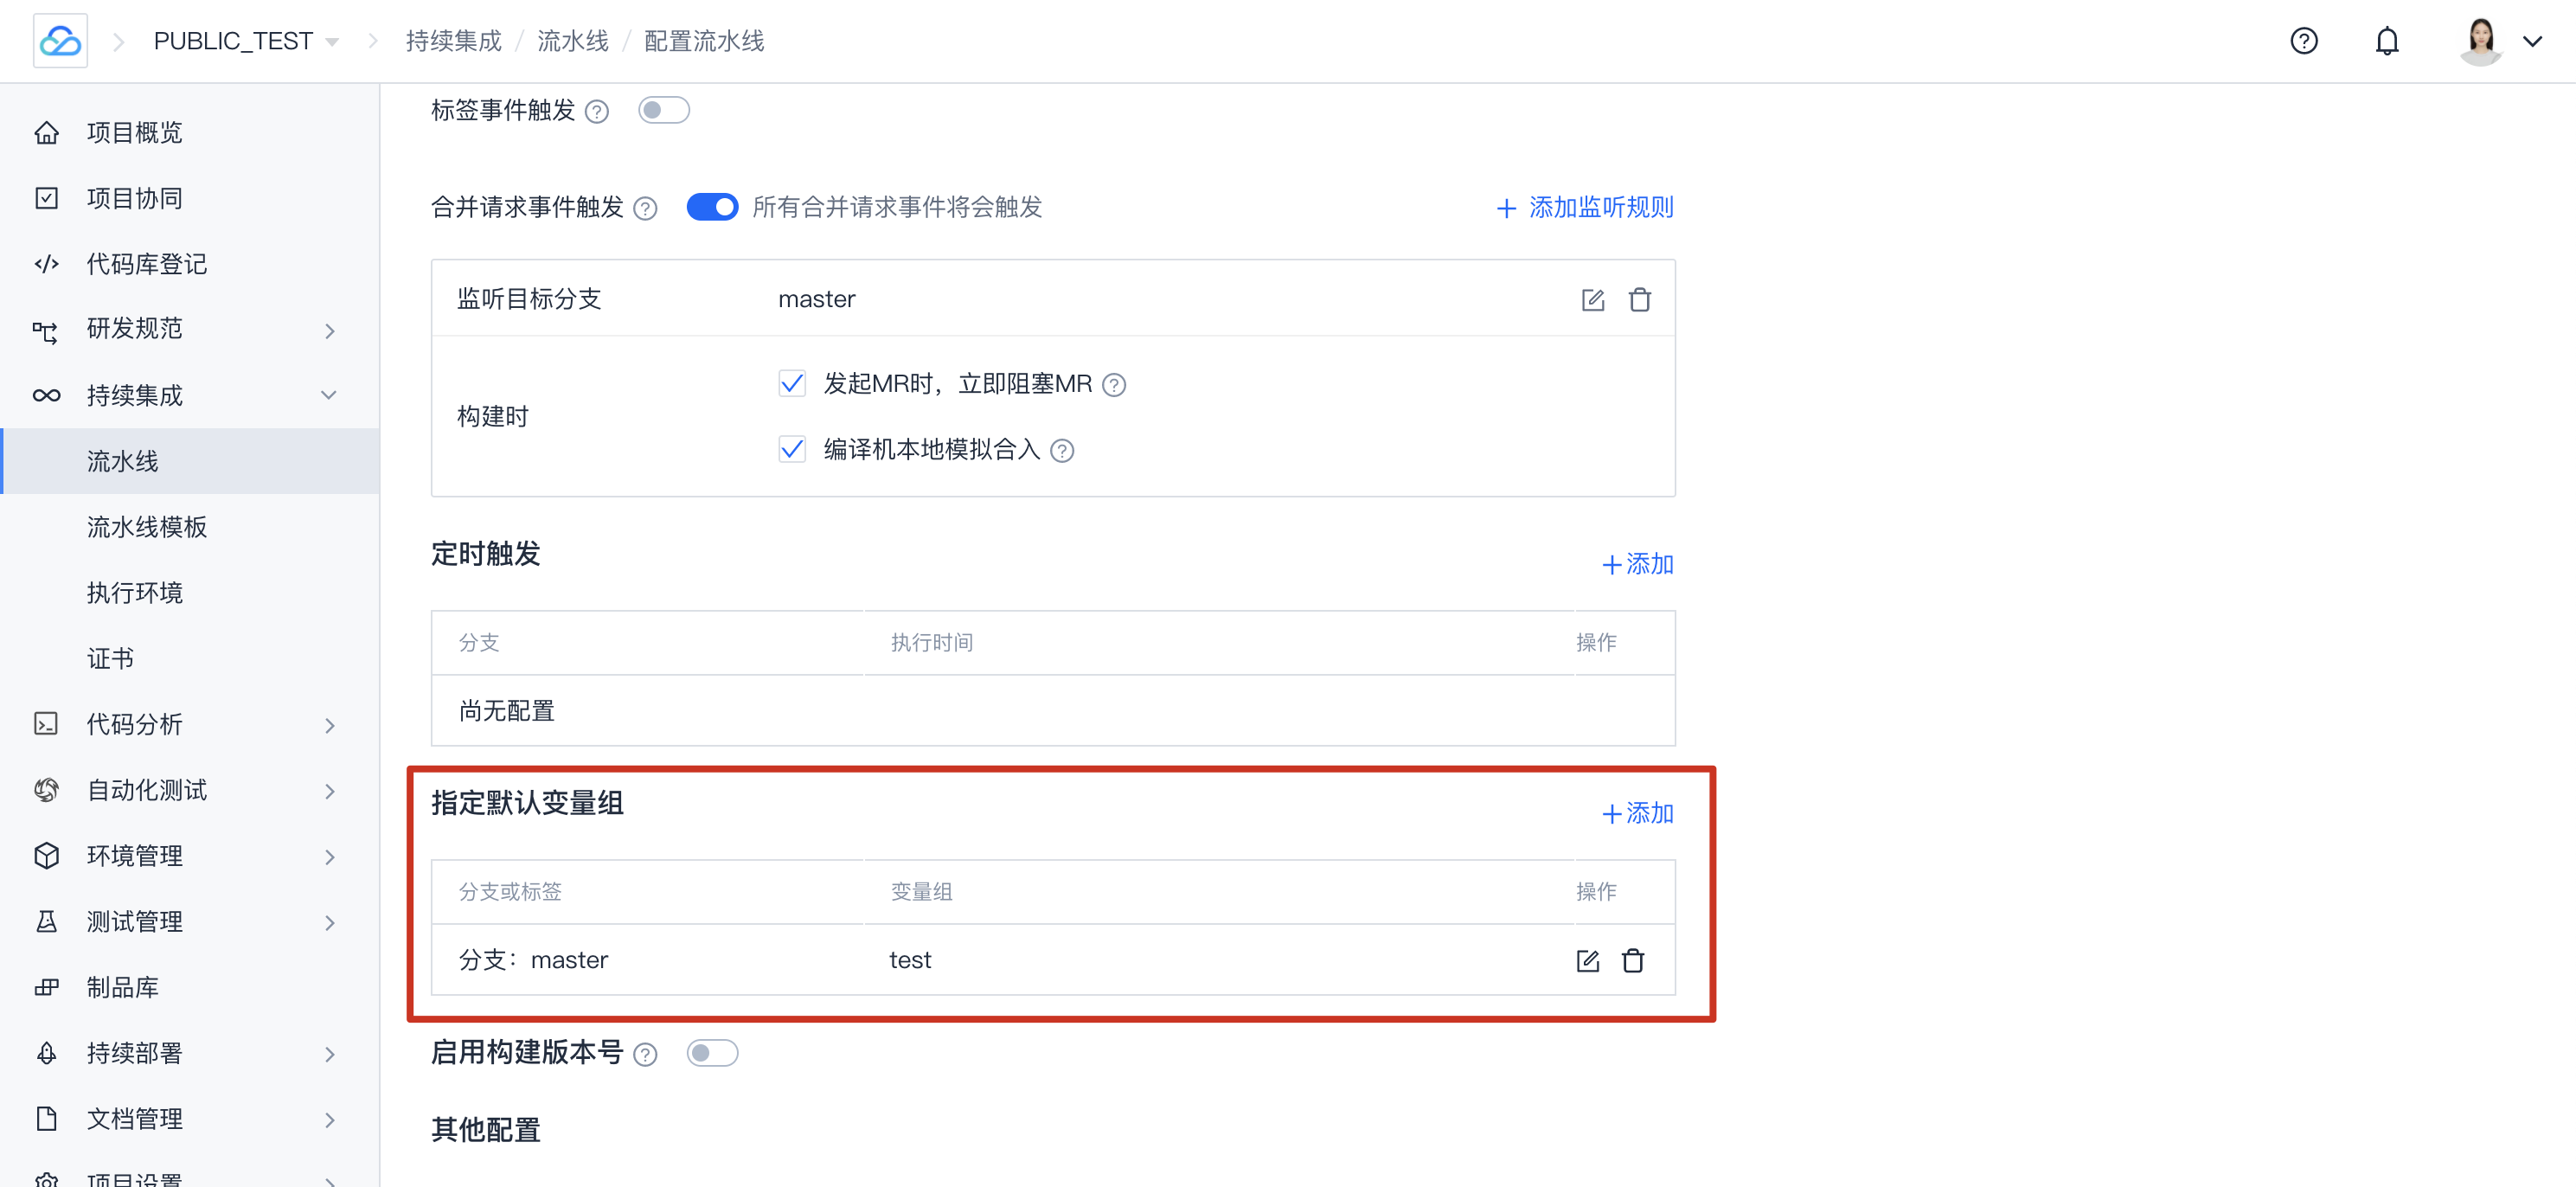 PUBLIC_TEST
持续集成 / 流水线 / 配置流水线
项目概览
项目协同
代码库登记
研发规范
持续集成
流水线
流水线模板
执行环境
证书
代码分析
自动化测试
环境管理
测试管理
制品库
持续部署
文档管理
项目设置
标签事件触发
合并请求事件触发 所有合并请求事件将会触发 添加监听规则
监听目标分支 master
发起MR时，立即阻塞MR
构建时
编译机本地模拟合入
定时触发
+添加
分支 执行时间 操作
尚无配置
指定默认变量组
+添加
分支或标签 变量组 操作
分支：master test
启用构建版本号
其他配置